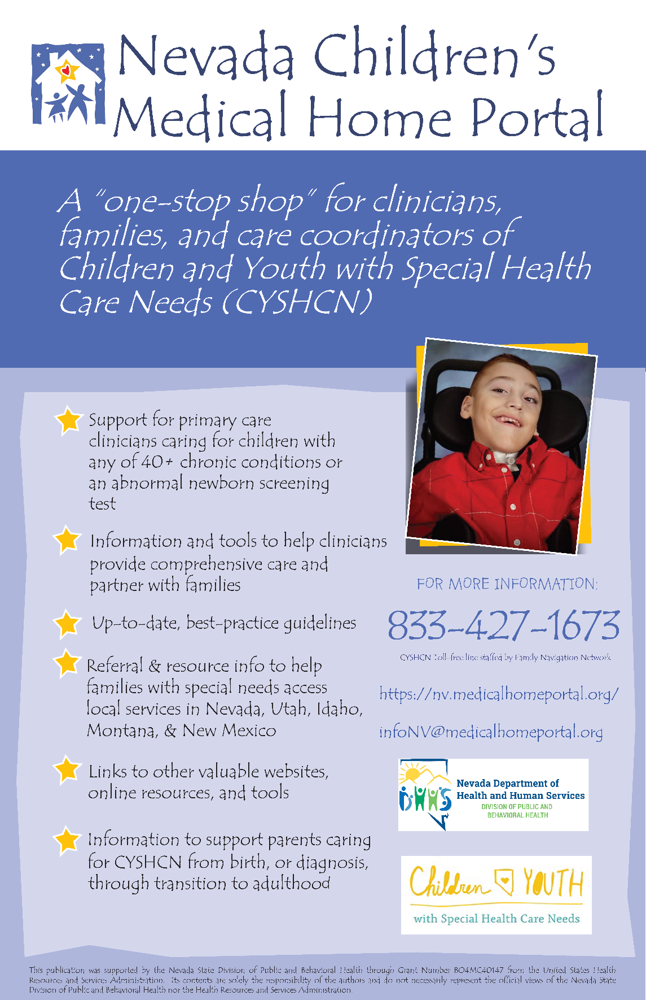 Nevada Children's
Medical Home Portal
A "one-stop shop" for clinicians,
families, and care coordinators of
Children and Youth with Special Health
Care Needs (CYSHCN)
Support for primary care
clinicians caring for children with
any of 40+ chronic conditions or
an abnormal newborn screening
test
Information and tools to help clinicians
provide comprehensive care and
partner with families
Up-to-date, best-practice guidelines
Referral & resource info to help
families with special needs access
local services in Nevada, Utah, Idaho,
Montana, & New Mexico
Links to other valuable websites,
online resources, and tools
Information to support parents caring
for CYSHCN from birth, or diagnosis,
through transition to adulthood
FOR MORE INFORMATION:
833-427-1673
CYSHCN Toll-free line staffed by Family Navigation Network
https://nv.medicalhomeportal.org/
infoNV@medicalhomeportal.org
DHHS
Nevada Department of
Health and Human Services
DIVISION OF PUBLIC AND
BEHAVIORAL HEALTH
Children YOUTH
with Special Health Care Needs
This publication was supported by the Nevada State Division of Public and Behavioral Health through Grant Number BO4MC40147 from the United States Health
Resources and Services Administration. Its contents are solely the responsibility of the authors and do not necessarily represent the official views of the Nevada State
Division of Public and Behavioral Health nor the Health Resources and Services Administration.